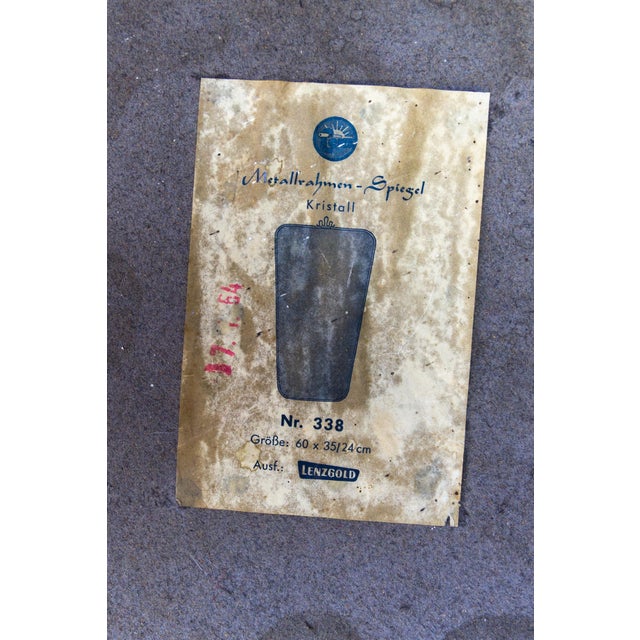 Metallrahmen-Spiegel
Kristall
Nr. 338
Größe: 60 x 35/24 cm
Ausf.: LENZGOLD